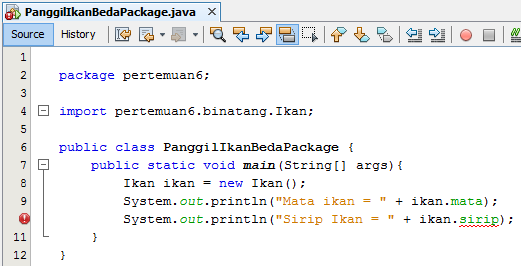 PanggilIkanBedaPackage.java
Source History
1
2 package pertemuan6;
3
4 import pertemuan6.binatang.Ikan;
5
6 public class PanggilIkanBedaPackage {
7 public static void main(String[] args){
8 Ikan ikan = new Ikan();
9 System.out.println("Mata ikan = " + ikan.mata);
System.out.println("Sirip Ikan = " + ikan.sirip);
11 }
12 }